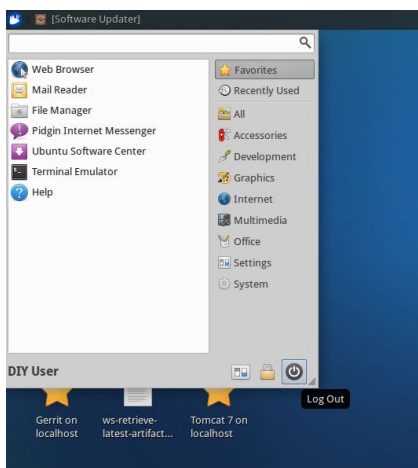 [Software Updater]
Web Browser
Mail Reader
File Manager
Pidgin Internet Messenger
Ubuntu Software Center
Terminal Emulator
Help
Favorites
Recently Used
All
Accessories
Development
Graphics
Internet
Multimedia
Office
Settings
System
DIY User
Log Out
Gerrit on
localhost
ws-retrieve-
latest-artifact...
Tomcat 7 on
localhost